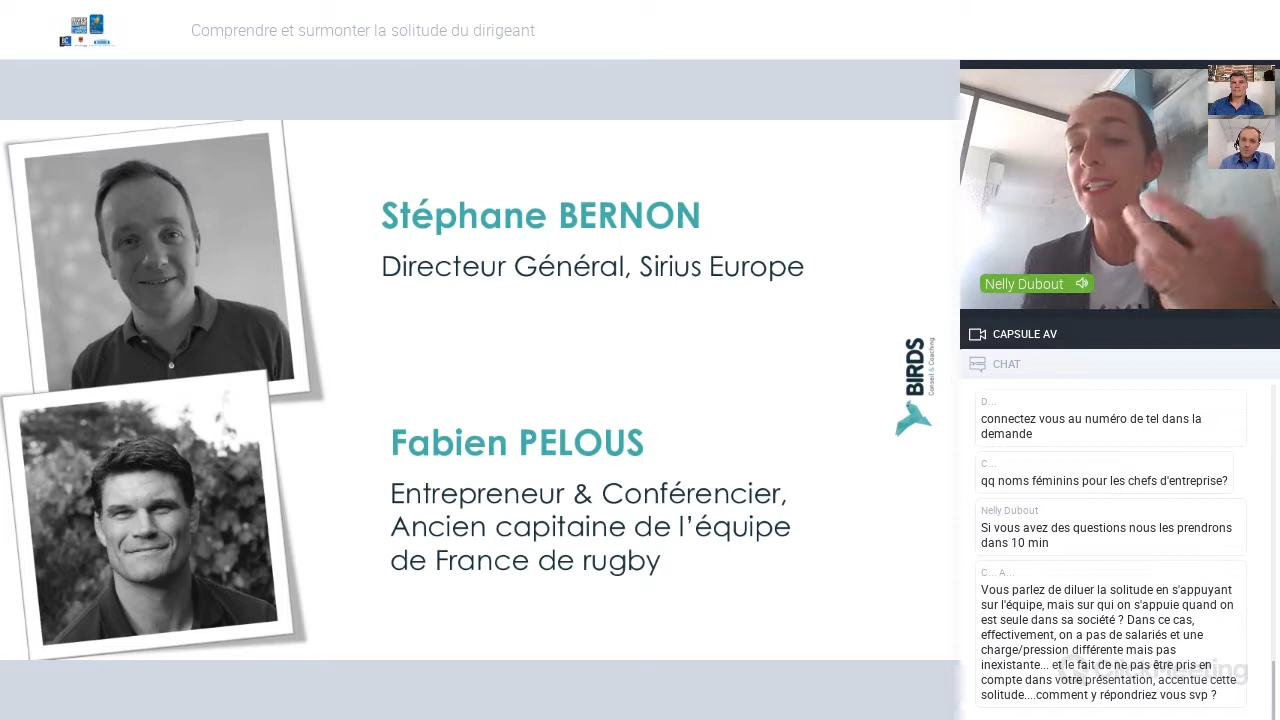 Comprendre et surmonter la solitude du dirigeant
Stéphane BERNON
Directeur Général, Sirius Europe
BIRDS
Conseil & Coaching
Fabien PELOUS
Entrepreneur & Conférencier,
Ancien capitaine de l'équipe
de France de rugby
Nelly Dubout
CAPSULE AV
CHAT
D...
connectez vous au numéro de tel dans la
demande
C...
qq noms féminins pour les chefs d'entreprise?
Nelly Dubout
Si vous avez des questions nous les prendrons
dans 10 min
C... A...
Vous parlez de diluer la solitude en s'appuyant
sur l'équipe, mais sur qui on s'appuie quand on
est seule dans sa société ? Dans ce cas,
effectivement, on a pas de salariés et une
charge/pression différente mais pas
inexistante... et le fait de ne pas être pris en
compte dans votre présentation, accentue cette
solitude....comment y répondriez vous svp ?
ClickMeeting